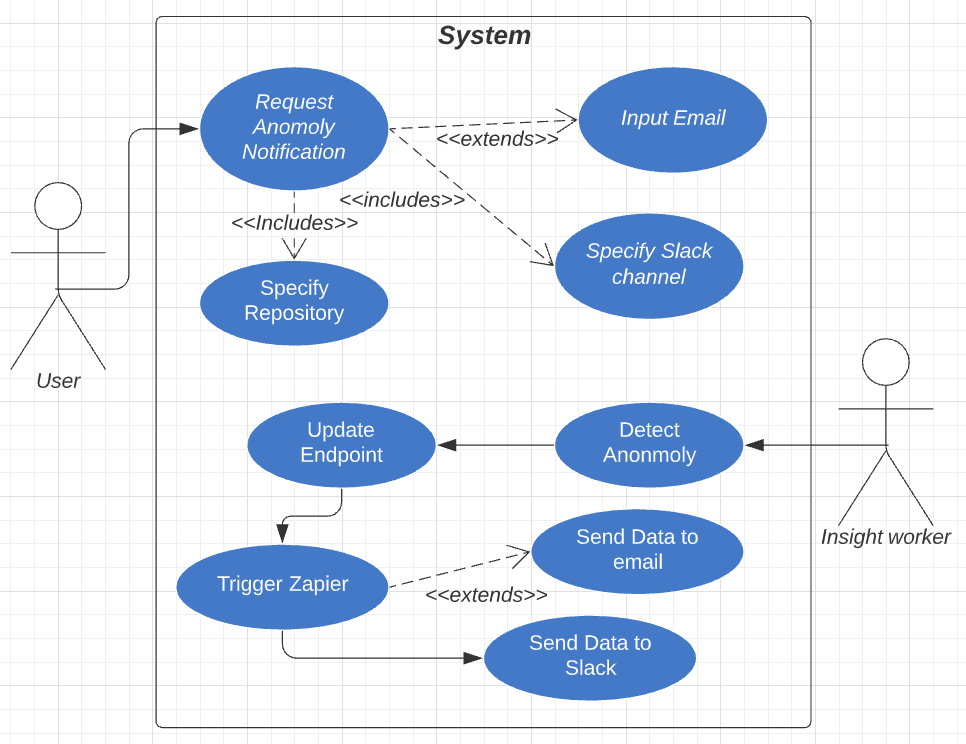 System
Request
Anomoly
Notification
Input Email
<<extends>>
<<includes>>
<<Includes>>
Specify Slack
channel
Specify
Repository
User
Update
Endpoint
Detect
Anonmoly
Insight worker
Send Data to
email
Trigger Zapier
<<extends>>
Send Data to
Slack